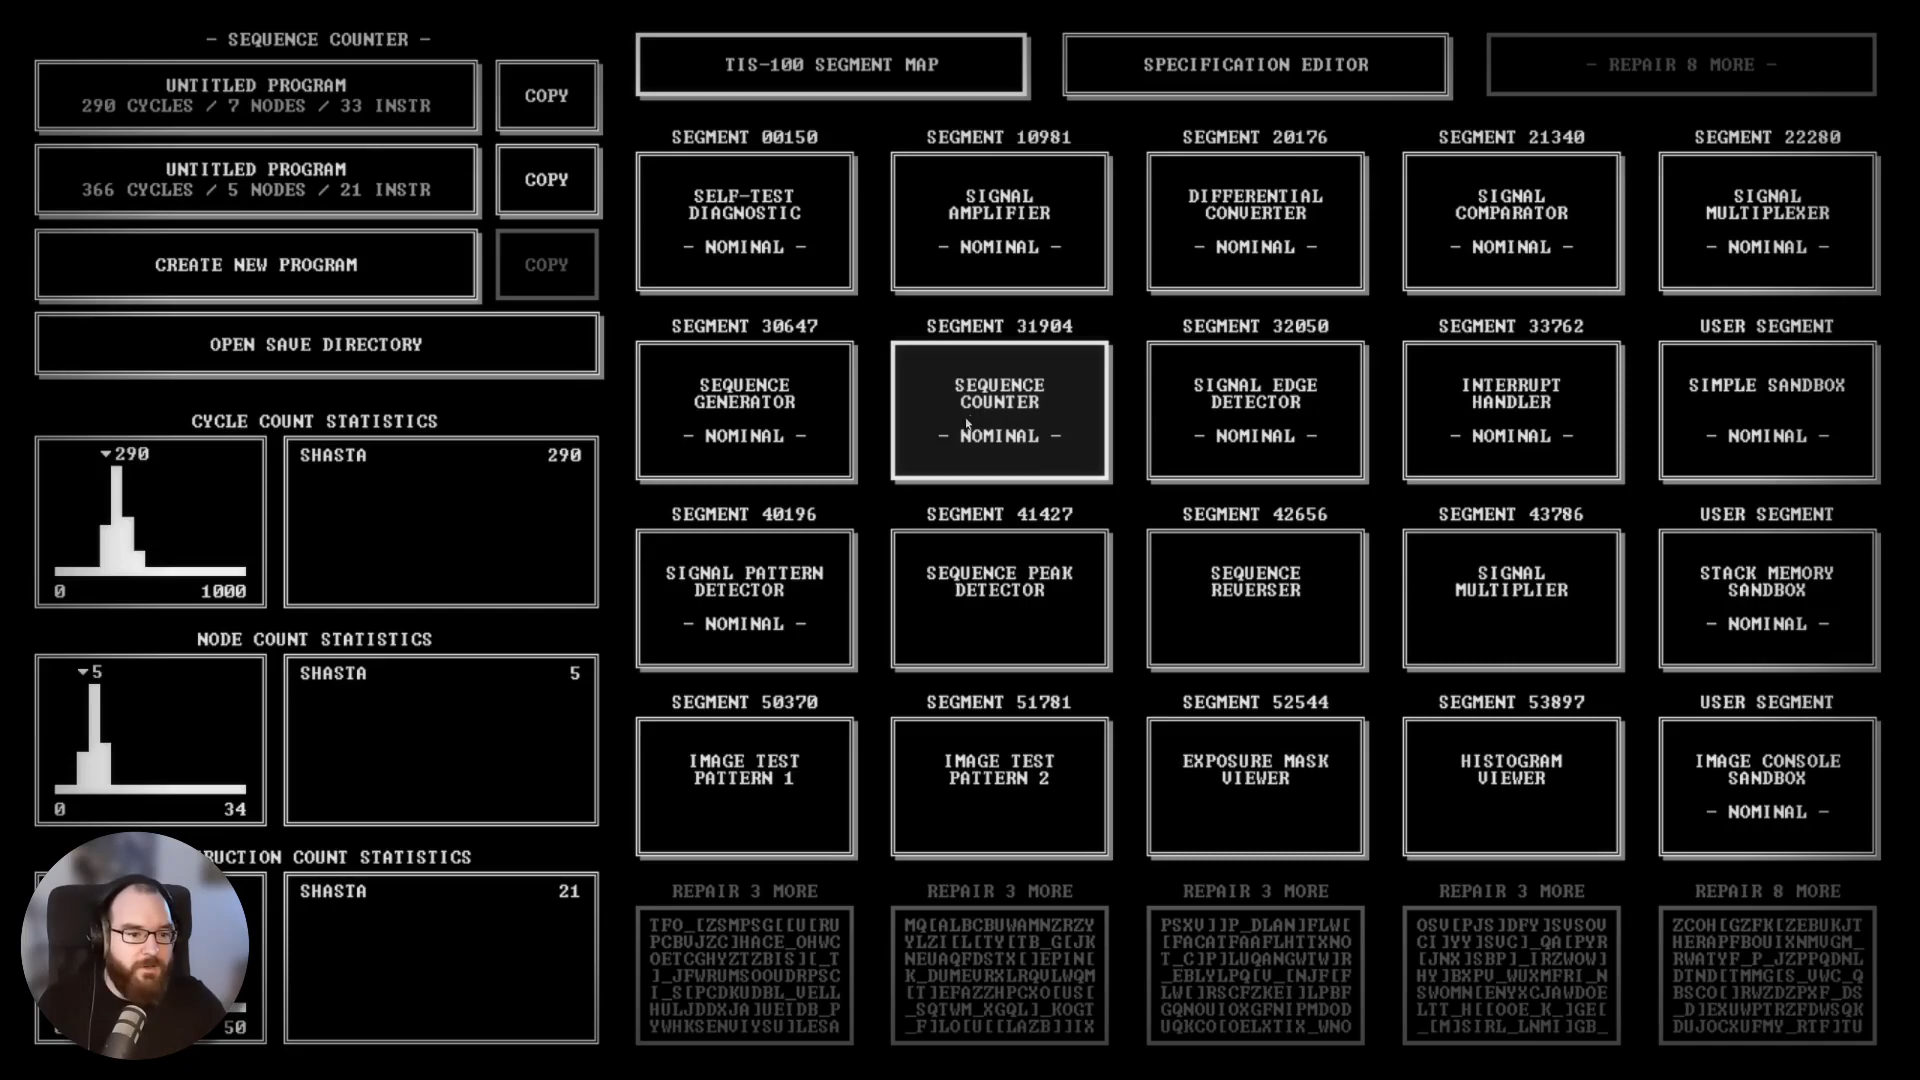 - SEQUENCE COUNTER -
UNTITLED PROGRAM
290 CYCLES / 7 NODES / 33 INSTR
COPY
UNTITLED PROGRAM
366 CYCLES / 5 NODES / 21 INSTR
COPY
CREATE NEW PROGRAM
COPY
OPEN SAVE DIRECTORY
CYCLE COUNT STATISTICS
290
0
1000
SHASTA 290
NODE COUNT STATISTICS
5
0
34
SHASTA 5
COUNT STATISTICS
SHASTA 21
TIS-100 SEGMENT MAP
SPECIFICATION EDITOR
- REPAIR 8 MORE -
SEGMENT 00150
SELF-TEST
DIAGNOSTIC
- NOMINAL -
SEGMENT 10981
SIGNAL
AMPLIFIER
- NOMINAL -
SEGMENT 20176
DIFFERENTIAL
CONVERTER
- NOMINAL -
SEGMENT 21340
SIGNAL
COMPARATOR
- NOMINAL -
SEGMENT 22280
SIGNAL
MULTIPLEXER
- NOMINAL -
SEGMENT 30647
SEQUENCE
GENERATOR
- NOMINAL -
SEGMENT 31904
SEQUENCE
COUNTER
- NOMINAL -
SEGMENT 32050
SIGNAL EDGE
DETECTOR
- NOMINAL -
SEGMENT 33762
INTERRUPT
HANDLER
- NOMINAL -
USER SEGMENT
SIMPLE SANDBOX
- NOMINAL -
SEGMENT 40196
SIGNAL PATTERN
DETECTOR
- NOMINAL -
SEGMENT 41427
SEQUENCE PEAK
DETECTOR
SEGMENT 42656
SEQUENCE
REVERSER
SEGMENT 43786
SIGNAL
MULTIPLIER
USER SEGMENT
STACK MEMORY
SANDBOX
- NOMINAL -
SEGMENT 50370
IMAGE TEST
PATTERN 1
SEGMENT 51781
IMAGE TEST
PATTERN 2
SEGMENT 52544
EXPOSURE MASK
VIEWER
SEGMENT 53897
HISTOGRAM
VIEWER
USER SEGMENT
IMAGE CONSOLE
SANDBOX
- NOMINAL -
REPAIR 3 MORE
REPAIR 3 MORE
REPAIR 3 MORE
REPAIR 3 MORE
REPAIR 8 MORE